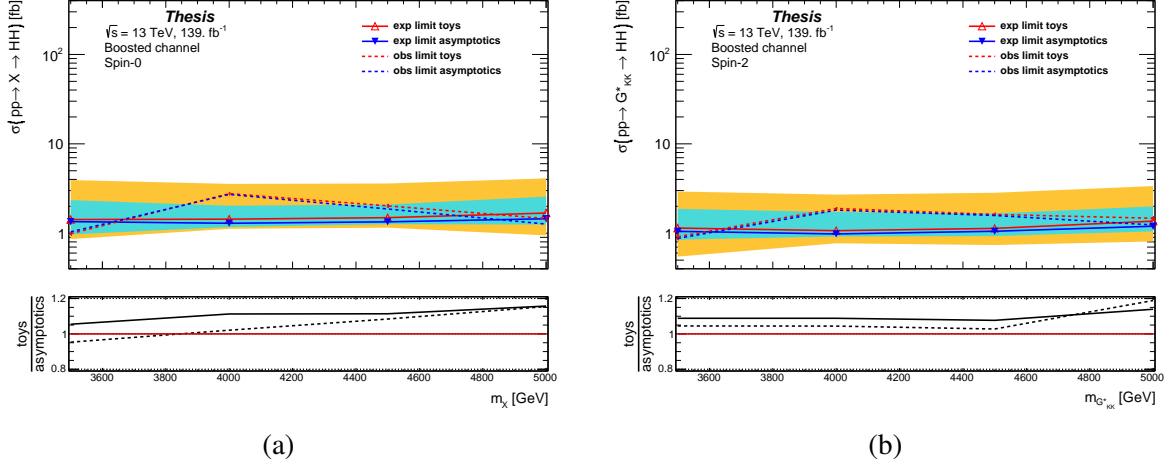 Thesis
√s = 13 TeV, 139. fb⁻¹
Boosted channel
Spin-0
exp limit toys
exp limit asymptotics
obs limit toys
obs limit asymptotics
σ(pp→ X → HH) [fb]
10²
10
1
toys
asymptotics
1.2
1
0.8
3600 3800 4000 4200 4400 4600 4800 5000
m_X [GeV]
(a)
Thesis
√s = 13 TeV, 139. fb⁻¹
Boosted channel
Spin-2
exp limit toys
exp limit asymptotics
obs limit toys
obs limit asymptotics
σ(pp→ G*_KK → HH) [fb]
10²
10
1
toys
asymptotics
1.2
1
0.8
3600 3800 4000 4200 4400 4600 4800 5000
m_G*_KK [GeV]
(b)